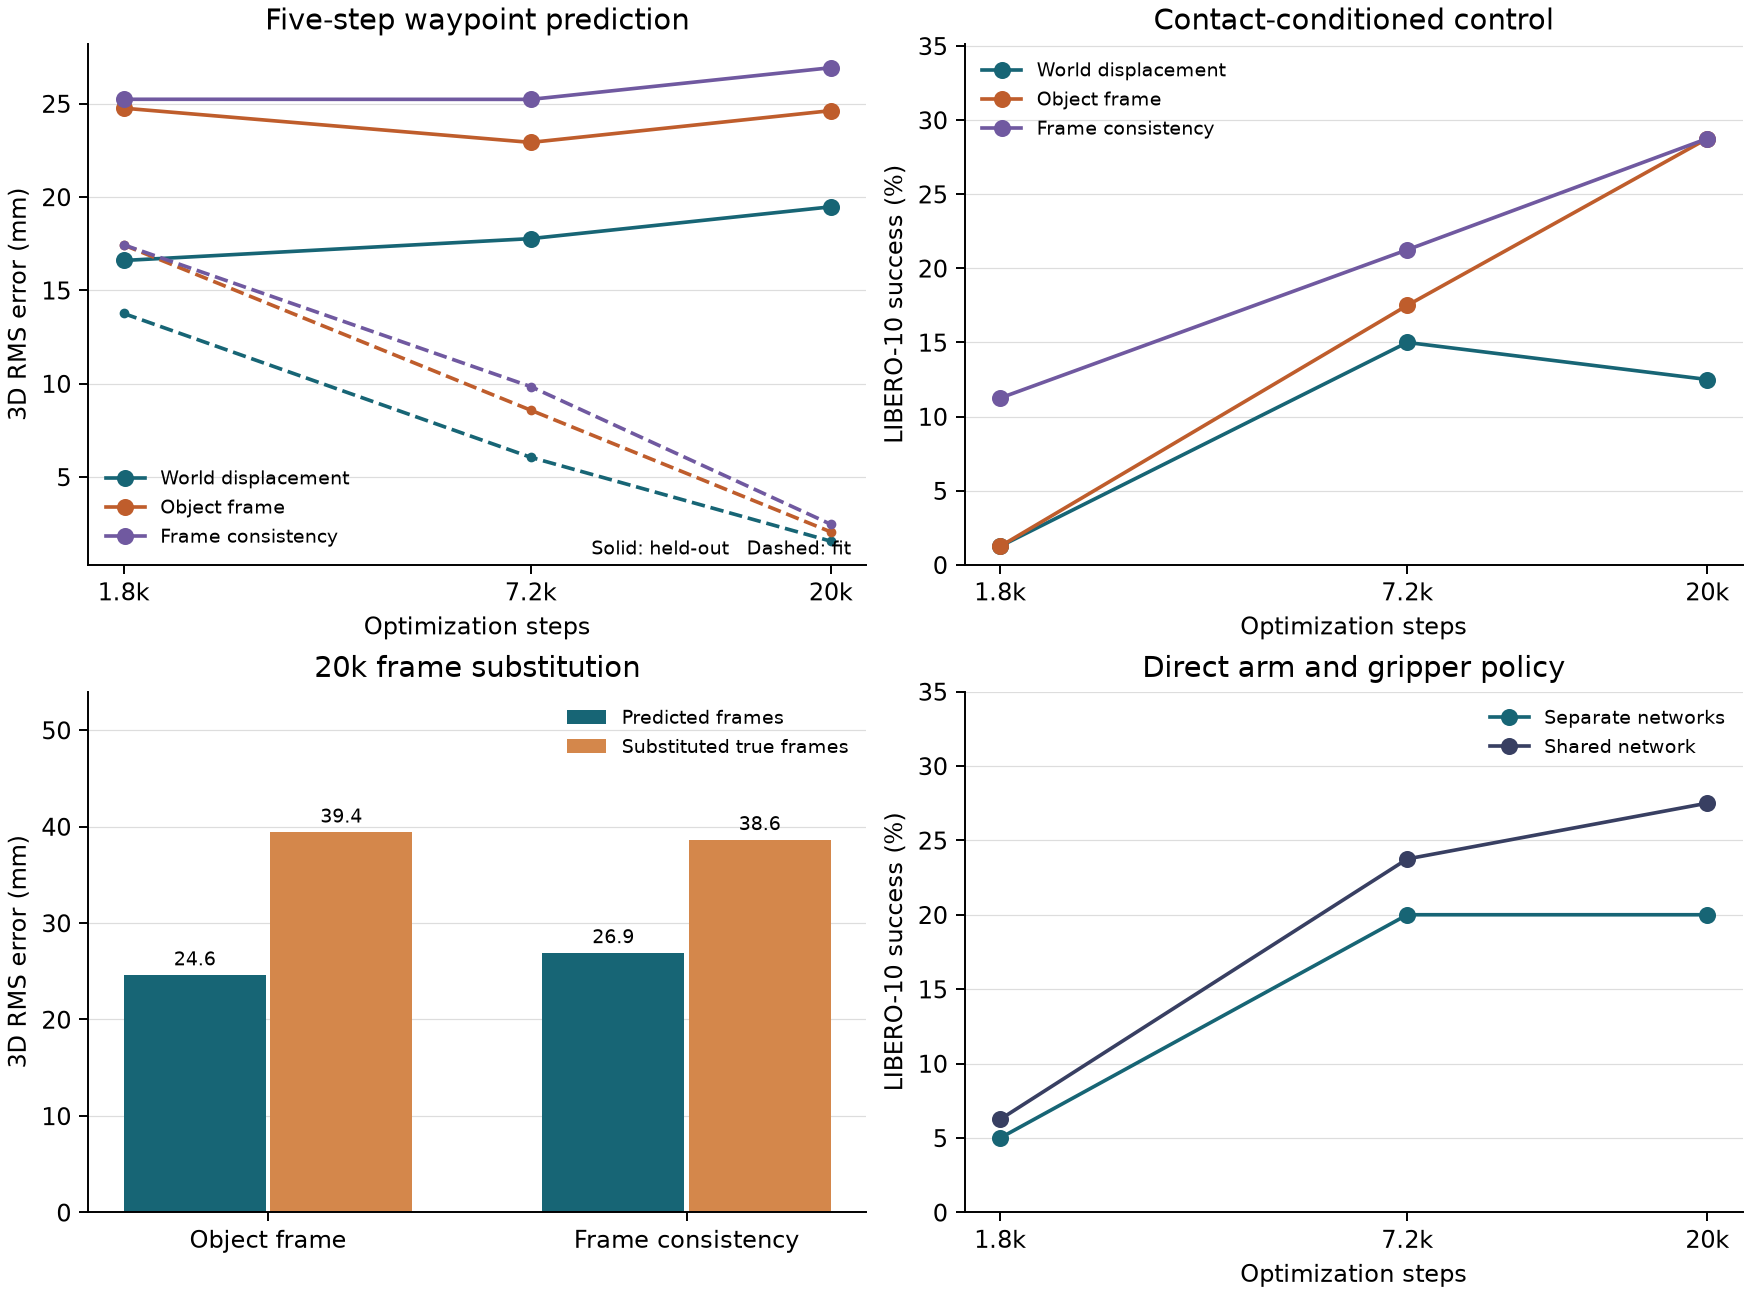 Five-step waypoint prediction
3D RMS error (mm)
25
20
15
10
5
World displacement
Object frame
Frame consistency
Solid: held-out   Dashed: fit
1.8k
7.2k
20k
Optimization steps
Contact-conditioned control
LIBERO-10 success (%)
35
30
25
20
15
10
5
0
World displacement
Object frame
Frame consistency
1.8k
7.2k
20k
Optimization steps
20k frame substitution
3D RMS error (mm)
50
40
30
20
10
0
Predicted frames
Substituted true frames
24.6
39.4
26.9
38.6
Object frame
Frame consistency
Direct arm and gripper policy
LIBERO-10 success (%)
35
30
25
20
15
10
5
0
Separate networks
Shared network
1.8k
7.2k
20k
Optimization steps